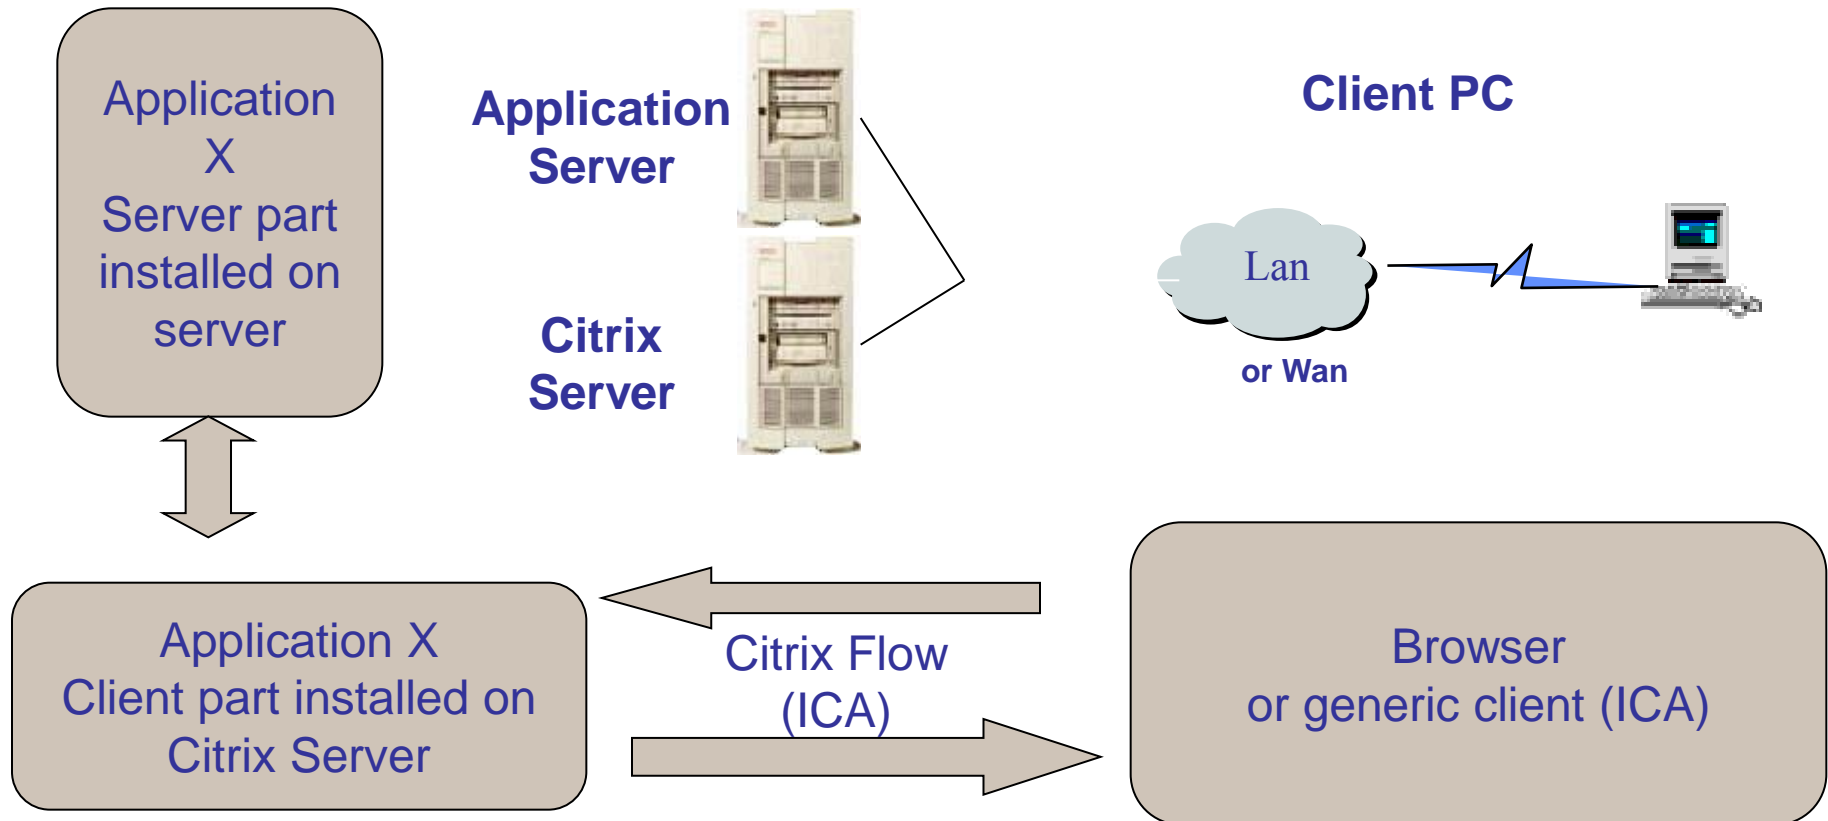 Application
X
Server part
installed on
server
Application
Server
Citrix
Server
Client PC
Lan
or Wan
Application X
Client part installed on
Citrix Server
Citrix Flow
(ICA)
Browser
or generic client (ICA)